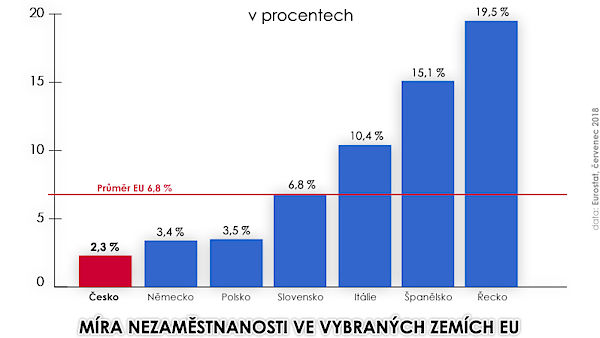 v procentech
20
15
10
5
0
Průměr EU 6,8 %
2,3 %
3,4 %
3,5 %
6,8 %
10,4 %
15,1 %
19,5 %
Česko
Německo
Polsko
Slovensko
Itálie
Španělsko
Řecko
MÍRA NEZAMĚSTNANOSTI VE VYBRANÝCH ZEMÍCH EU
data: Eurostat, červenec 2018